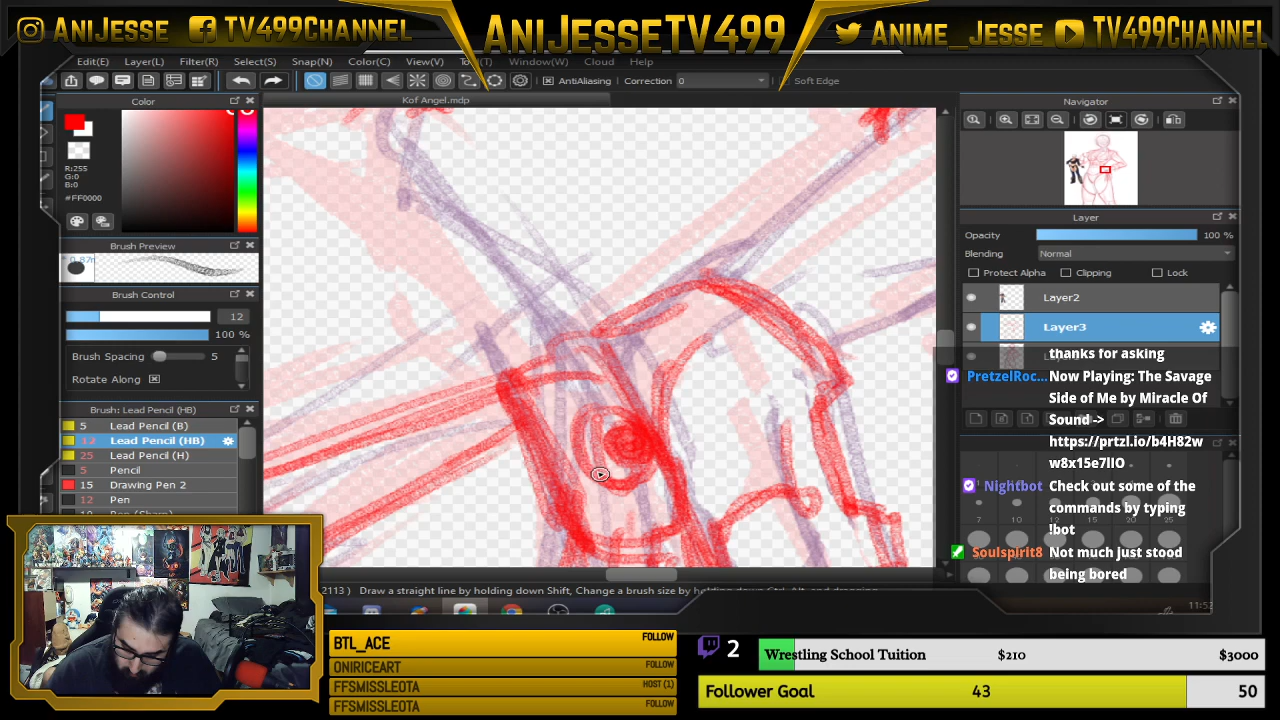 AniJesse
TV499Channel
AniJesseTV499
Anime_Jesse
TV499Channel
Edit(E) Layer(L) Filter(R) Select(S) Snap(N) Color(C) View(V) Window(W) Cloud Help
AntiAliasing Correction 0 Soft Edge
Color
Kof Angel.mdp
Navigator
R:255
G:0
B:0
#FF0000
Brush Preview
Brush Control
12
100 %
Brush Spacing 5
Rotate Along
Brush: Lead Pencil (HB)
5 Lead Pencil (B)
12 Lead Pencil (HB)
25 Lead Pencil (H)
5 Pencil
15 Drawing Pen 2
12 Pen
Layer
Opacity 100 %
Blending Normal
Protect Alpha Clipping Lock
Layer2
Layer3
thanks for asking
PretzelRoc... Now Playing: The Savage
Side of Me by Miracle Of
Sound ->
https://prtzl.io/b4H82w
w8x15e7llO
Nightbot Check out some of the
commands by typing
!bot
Soulspirit8 Not much just stood
being bored
7 10
2113 ) Draw a straight line by holding down Shift, Change a brush size by
11:52
BTL_ACE FOLLOW
ONIRICEART FOLLOW
FFSMISSLEOTA HOST (1)
FFSMISSLEOTA FOLLOW
2
Wrestling School Tuition $210 $3000
Follower Goal 43 50